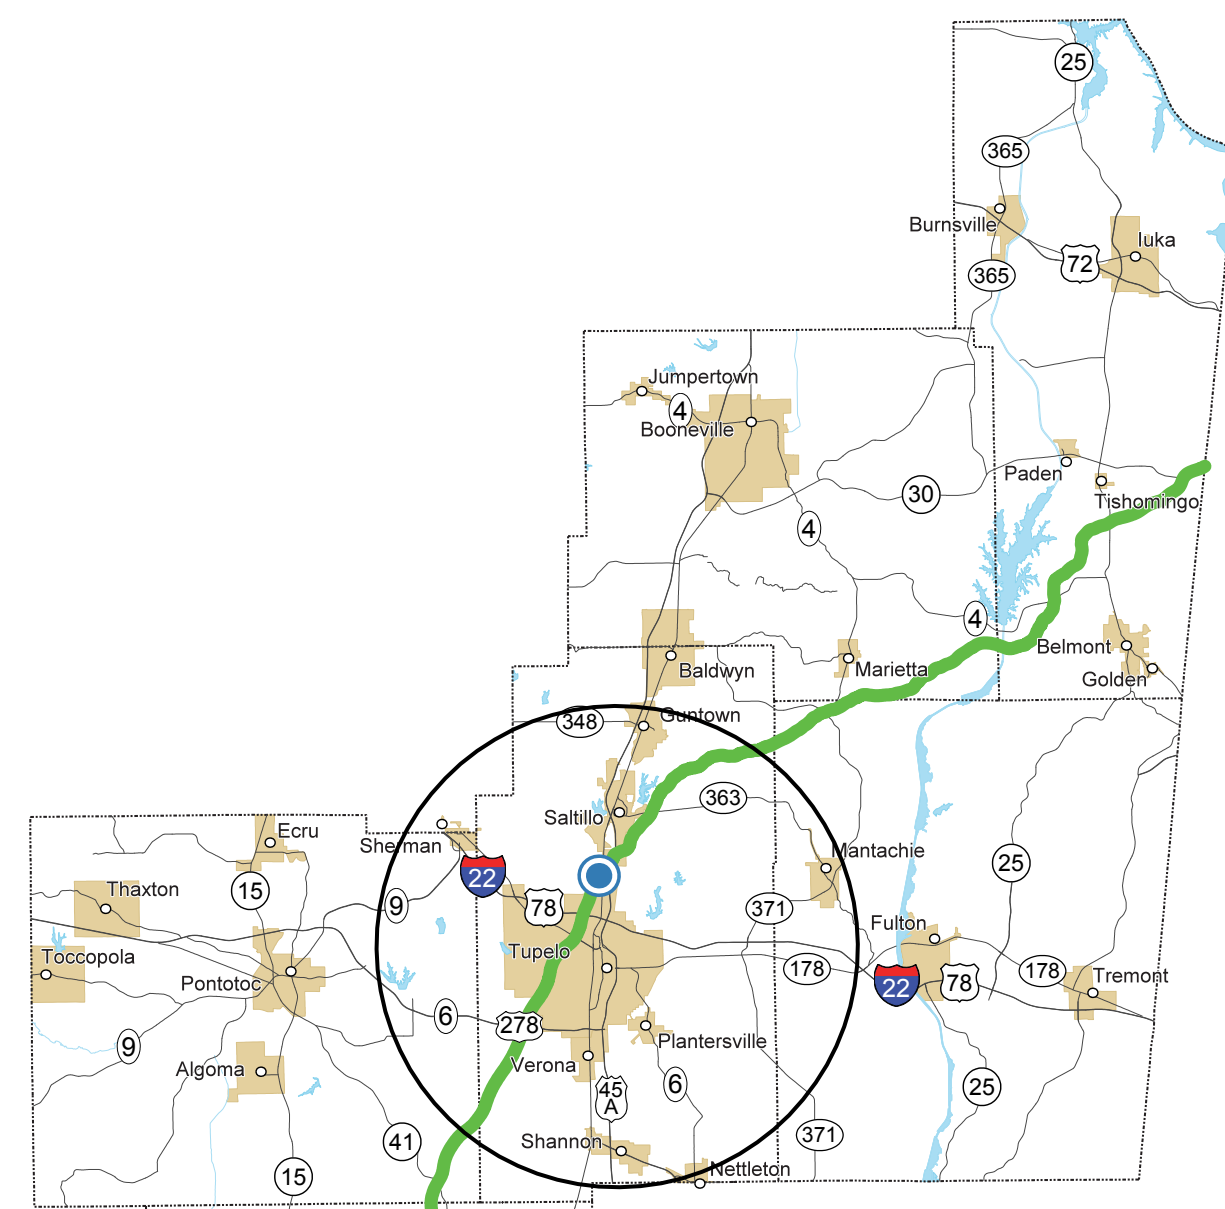 25
365
Burnsville
Iuka
72
365
Jumpertown
4
Booneville
Paden
30
Tishomingo
4
4
Belmont
Baldwyn
Marietta
Golden
348
Guntown
363
Saltillo
Ecru
Sherman
Mantachie
25
22
15
Thaxton
9
78
371
Fulton
Tupelo
Toccopola
178
178
Tremont
Pontotoc
22
78
6
278
Plantersville
9
Verona
Algoma
6
25
45
A
371
41
Shannon
Nettleton
15